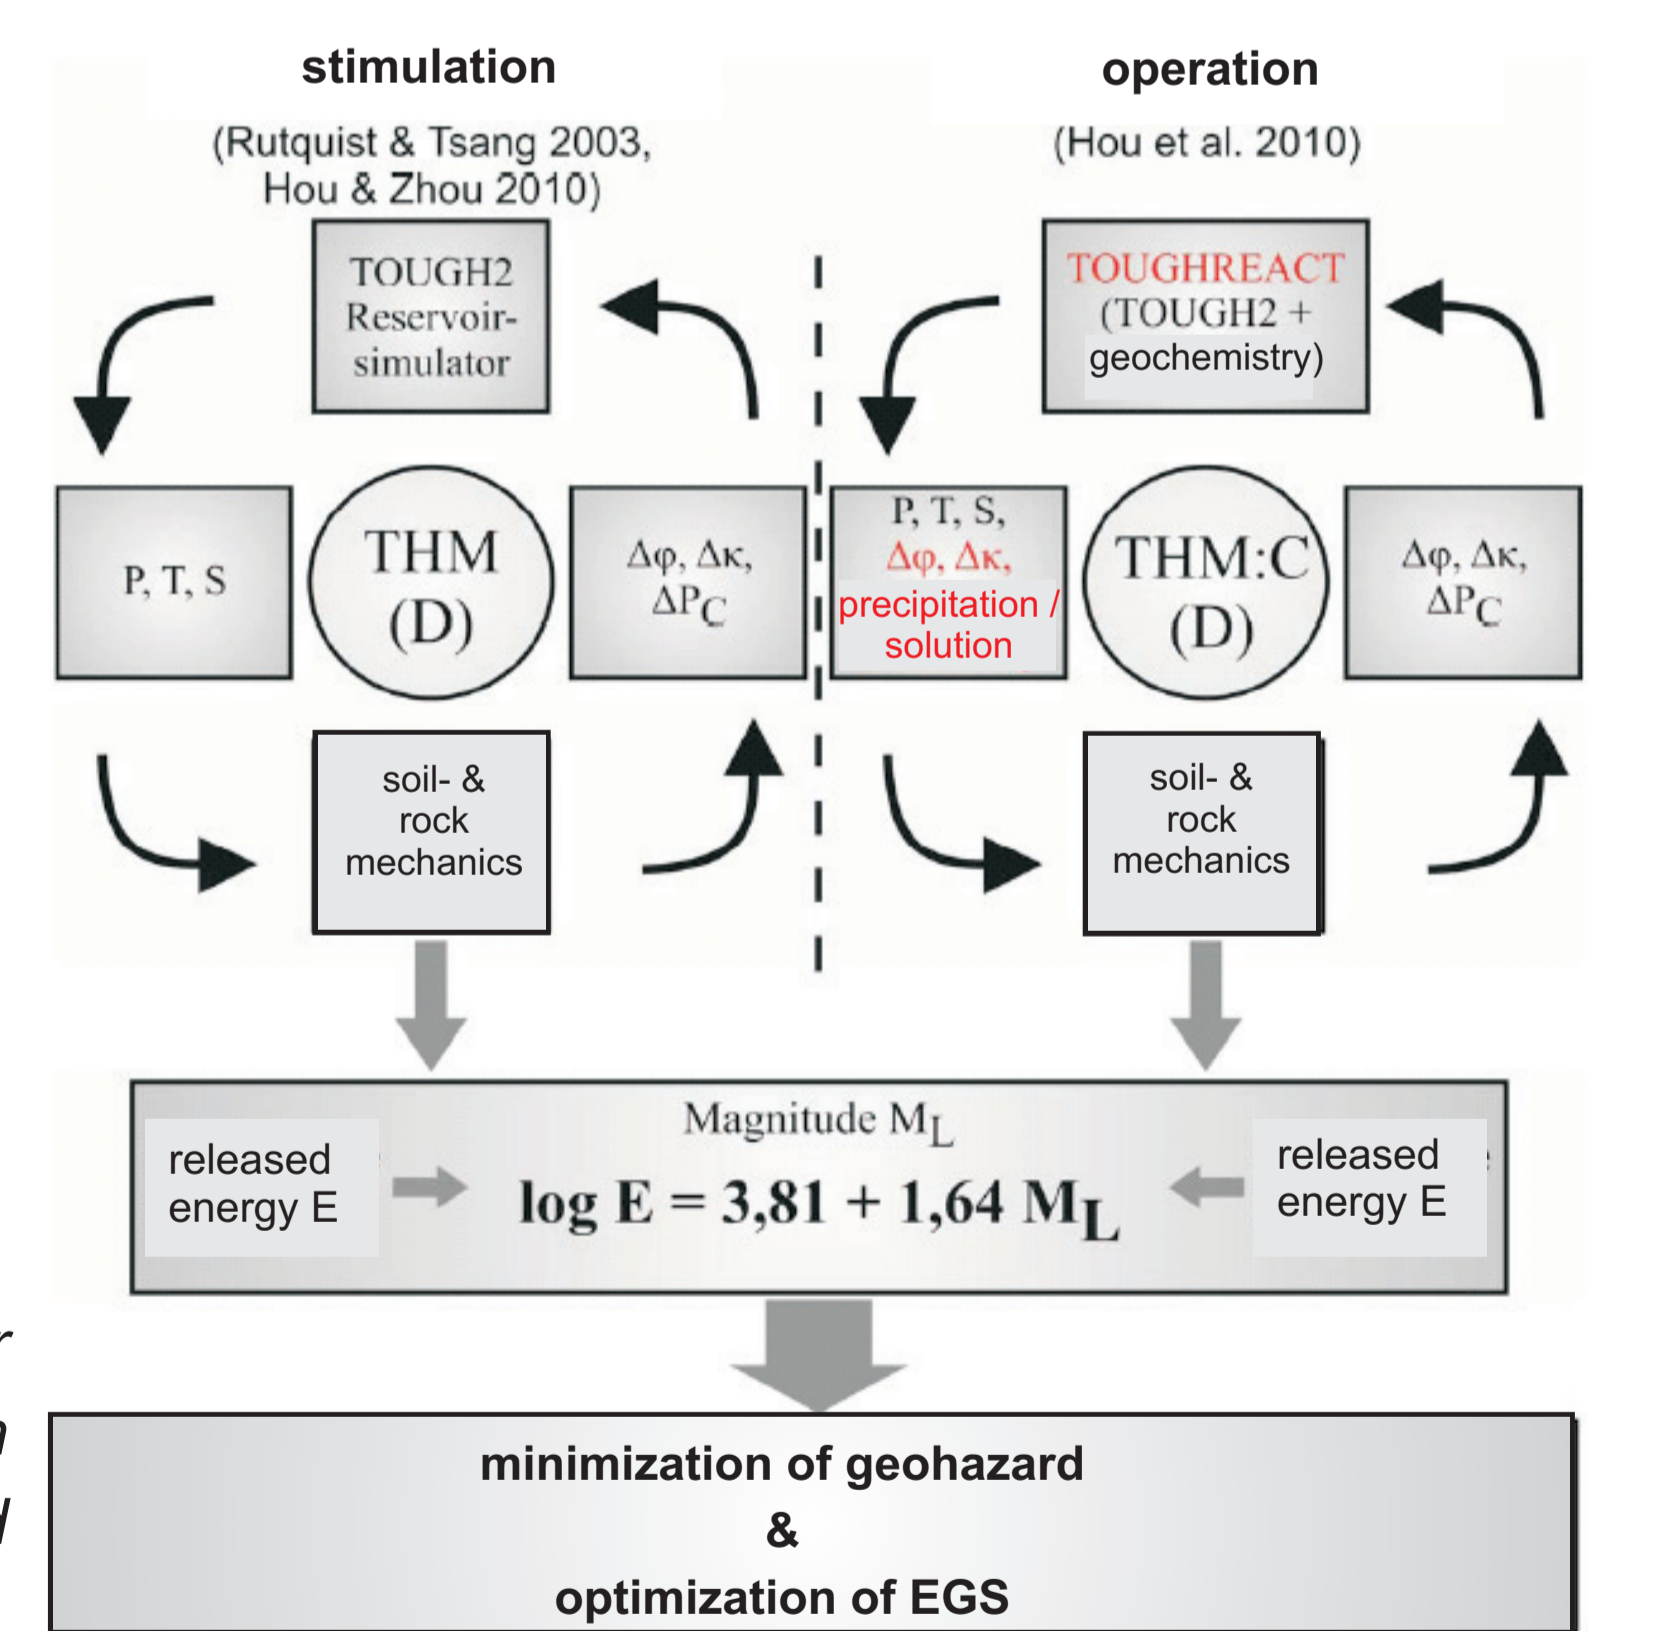 stimulation
(Rutquist & Tsang 2003,
Hou & Zhou 2010)
TOUGH2
Reservoir-
simulator
P, T, S
THM
(D)
Δφ, Δκ,
ΔPC
soil- &
rock
mechanics
operation
(Hou et al. 2010)
TOUGHREACT
(TOUGH2 +
geochemistry)
P, T, S,
Δφ, Δκ,
precipitation /
solution
THM:C
(D)
Δφ, Δκ,
ΔPC
soil- &
rock
mechanics
Magnitude ML
released
energy E
log E = 3,81 + 1,64 ML
released
energy E
minimization of geohazard
&
optimization of EGS